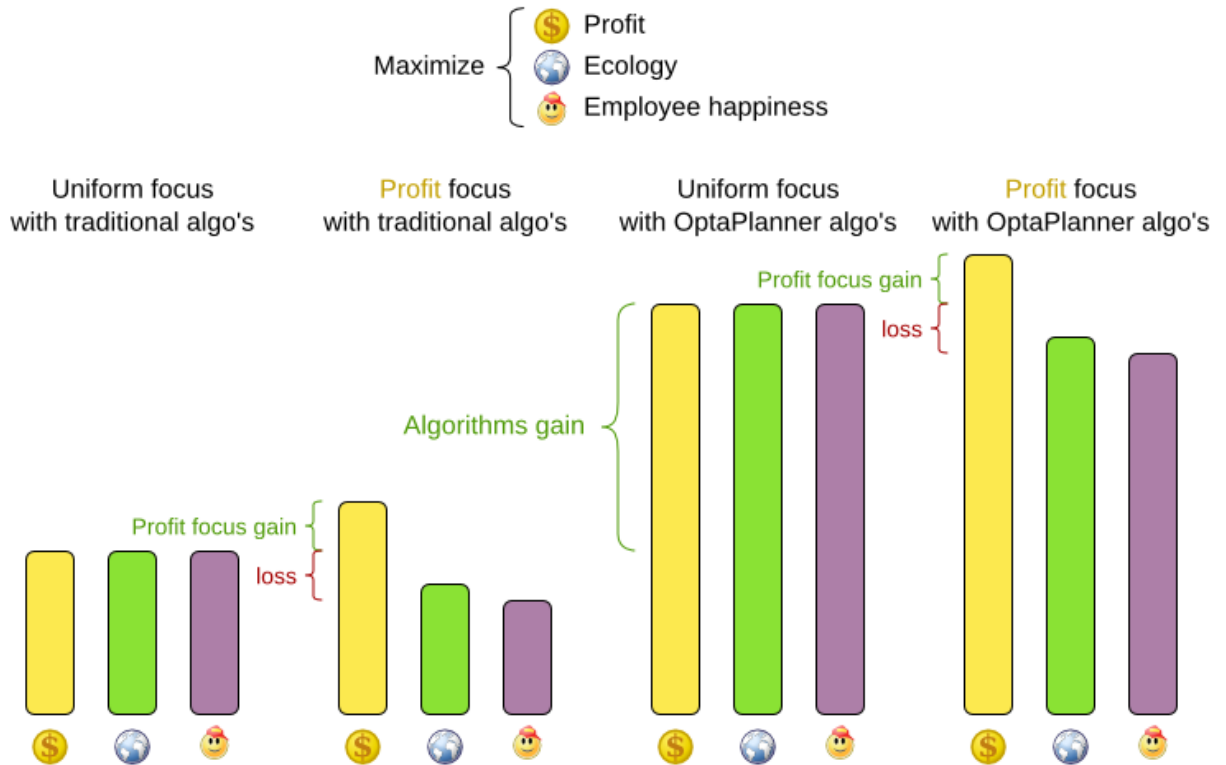 Maximize
Profit
Ecology
Employee happiness
Uniform focus
with traditional algo's
Profit focus
with traditional algo's
Uniform focus
with OptaPlanner algo's
Profit focus
with OptaPlanner algo's
Profit focus gain
loss
Algorithms gain
Profit focus gain
loss
$
$
$
$
$